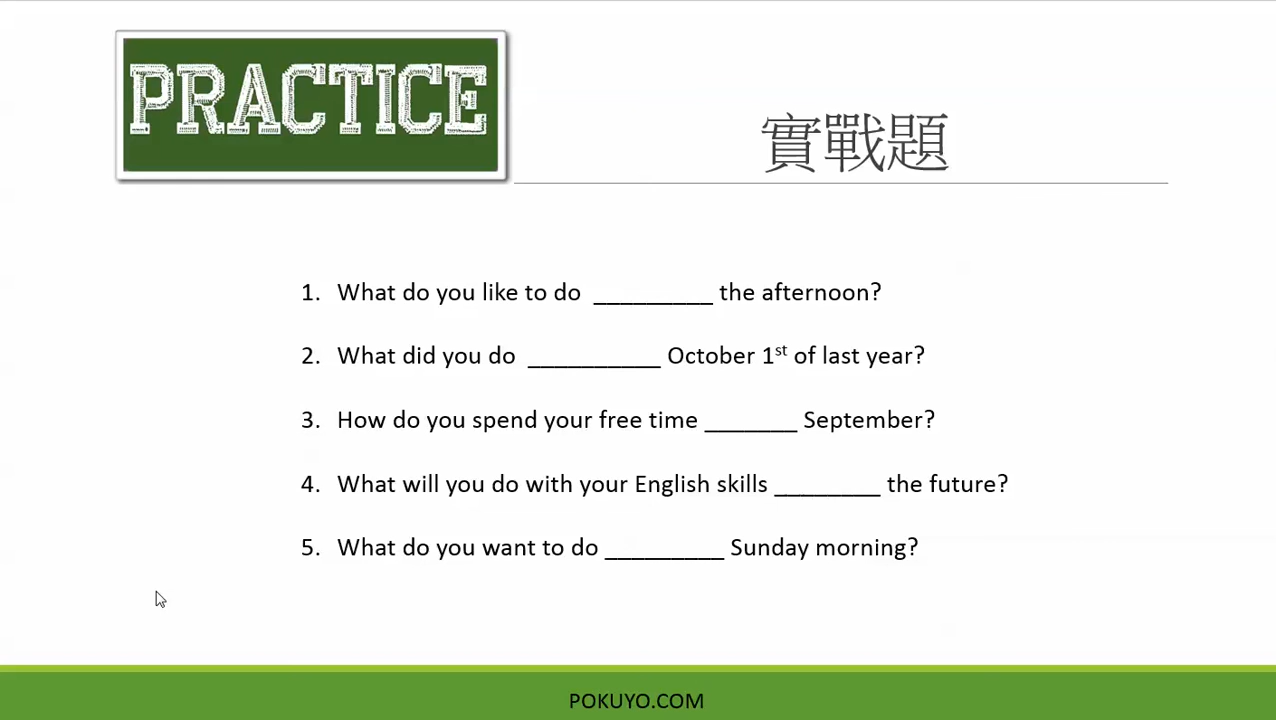 PRACTICE
實戰題
1. What do you like to do _________ the afternoon?
2. What did you do __________ October 1st of last year?
3. How do you spend your free time _______ September?
4. What will you do with your English skills ________ the future?
5. What do you want to do _________ Sunday morning?
POKUYO.COM